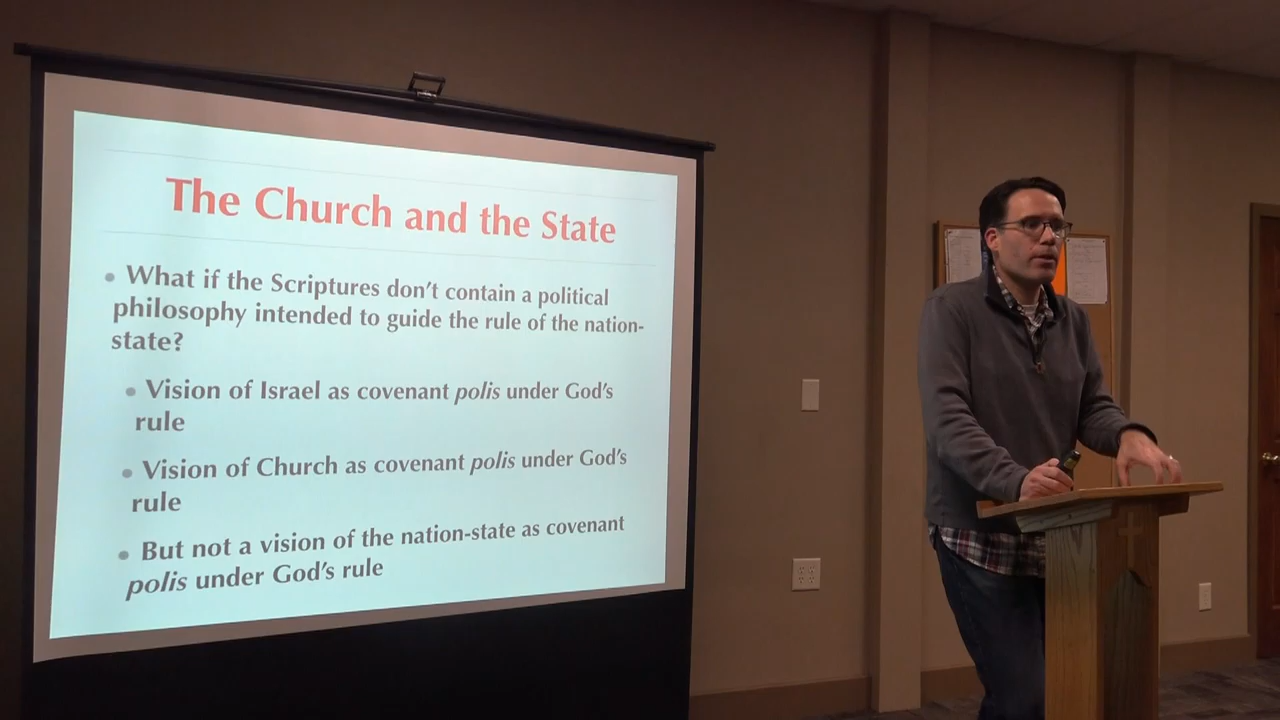 The Church and the State
• What if the Scriptures don't contain a political
philosophy intended to guide the rule of the nation-
state?
• Vision of Israel as covenant polis under God's
rule
• Vision of Church as covenant polis under God's
rule
• But not a vision of the nation-state as covenant
polis under God's rule